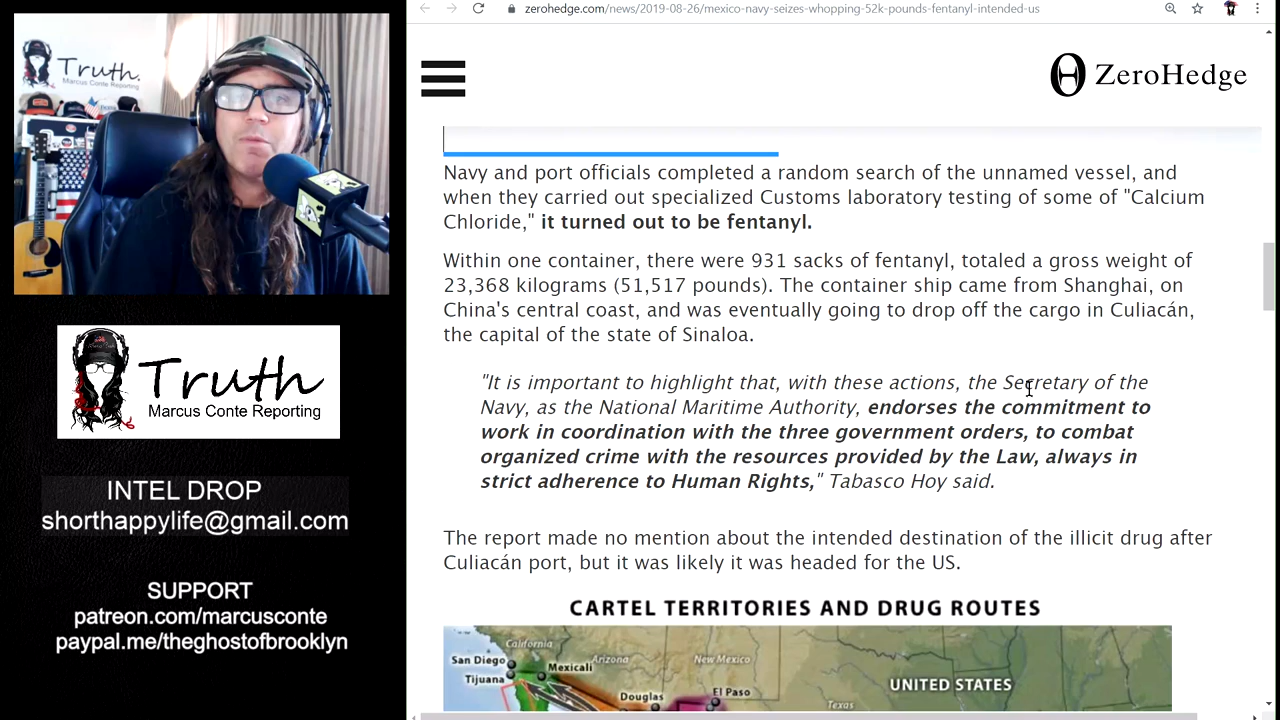 Truth.
Marcus Conte Reporting
Truth
Marcus Conte Reporting
INTEL DROP
shorthappylife@gmail.com
SUPPORT
patreon.com/marcusconte
paypal.me/theghostofbrooklyn
zerohedge.com/news/2019-08-26/mexico-navy-seizes-whopping-52k-pounds-fentanyl-intended-us
ZeroHedge
Navy and port officials completed a random search of the unnamed vessel, and
when they carried out specialized Customs laboratory testing of some of "Calcium
Chloride," it turned out to be fentanyl.
Within one container, there were 931 sacks of fentanyl, totaled a gross weight of
23,368 kilograms (51,517 pounds). The container ship came from Shanghai, on
China's central coast, and was eventually going to drop off the cargo in Culiacán,
the capital of the state of Sinaloa.
"It is important to highlight that, with these actions, the Secretary of the
Navy, as the National Maritime Authority, endorses the commitment to
work in coordination with the three government orders, to combat
organized crime with the resources provided by the Law, always in
strict adherence to Human Rights," Tabasco Hoy said.
The report made no mention about the intended destination of the illicit drug after
Culiacán port, but it was likely it was headed for the US.
CARTEL TERRITORIES AND DRUG ROUTES
California
San Diego
Mexicali
Arizona
New Mexico
Tijuana
UNITED STATES
Douglas
El Paso
Texas